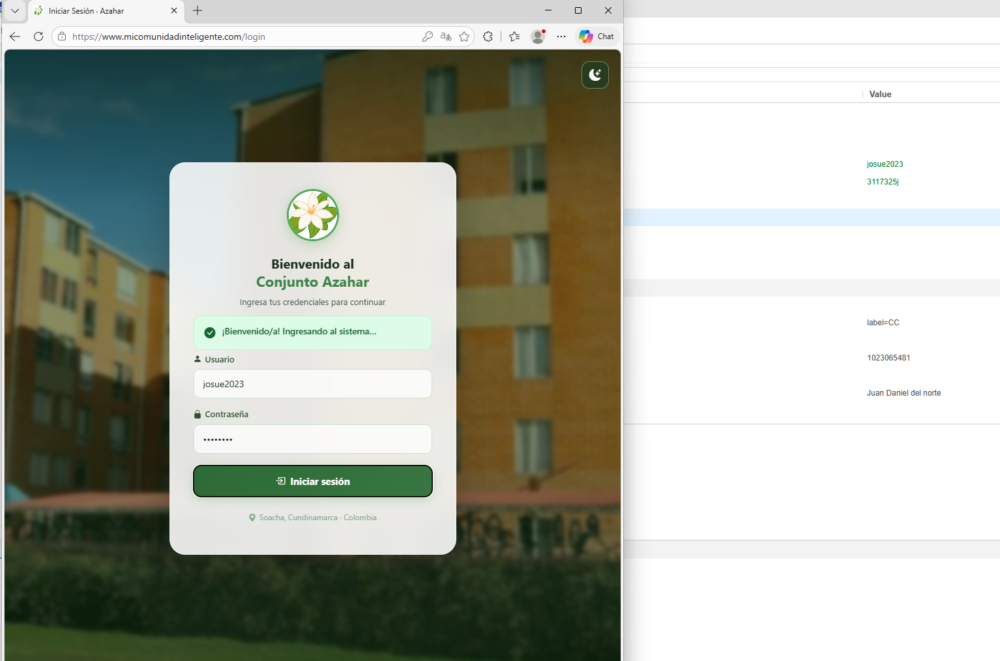 Iniciar Sesión · Azahar
https://www.micomunidadinteligente.com/login
Chat
Bienvenido al
Conjunto Azahar
Ingresa tus credenciales para continuar
¡Bienvenido/a! Ingresando al sistema...
Usuario
josue2023
Contraseña
••••••••
Iniciar sesión
Soacha, Cundinamarca · Colombia
Value
josue2023
3117325j
label=CC
1023065481
Juan Daniel del norte